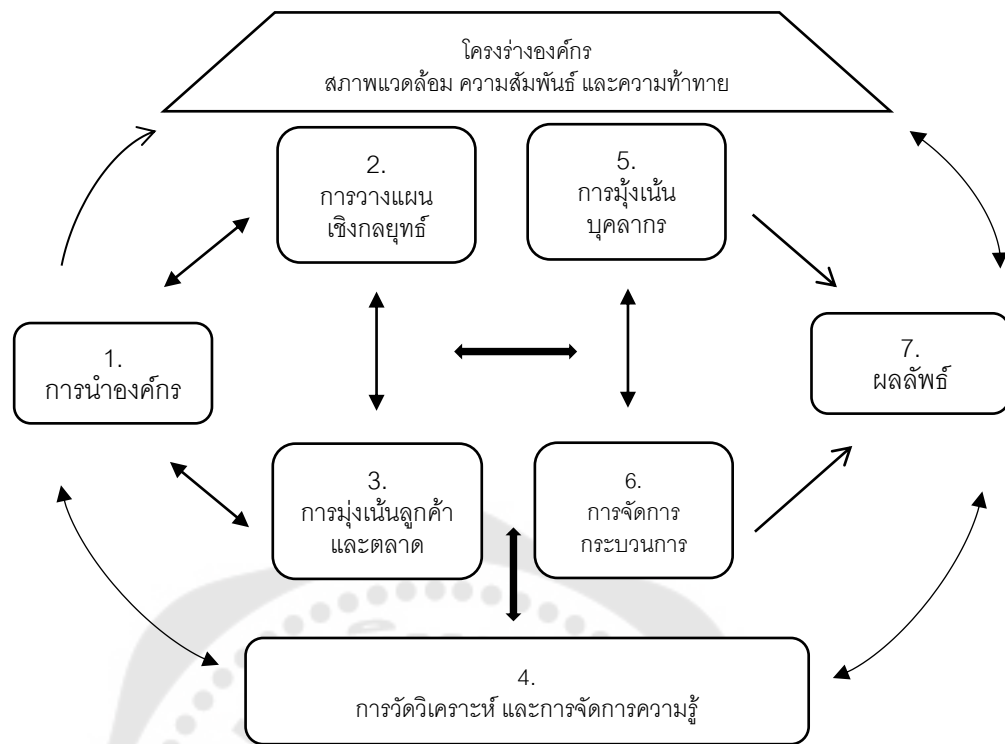 โครงร่างองค์กร
สภาพแวดล้อม ความสัมพันธ์ และความท้าทาย
2.
การวางแผน
เชิงกลยุทธ์
5.
การมุ้งเน้น
บุคลากร
1.
การนำองค์กร
7.
ผลลัพธ์
3.
การมุ่งเน้นลูกค้า
และตลาด
6.
การจัดการ
กระบวนการ
4.
การวัดวิเคราะห์ และการจัดการความรู้